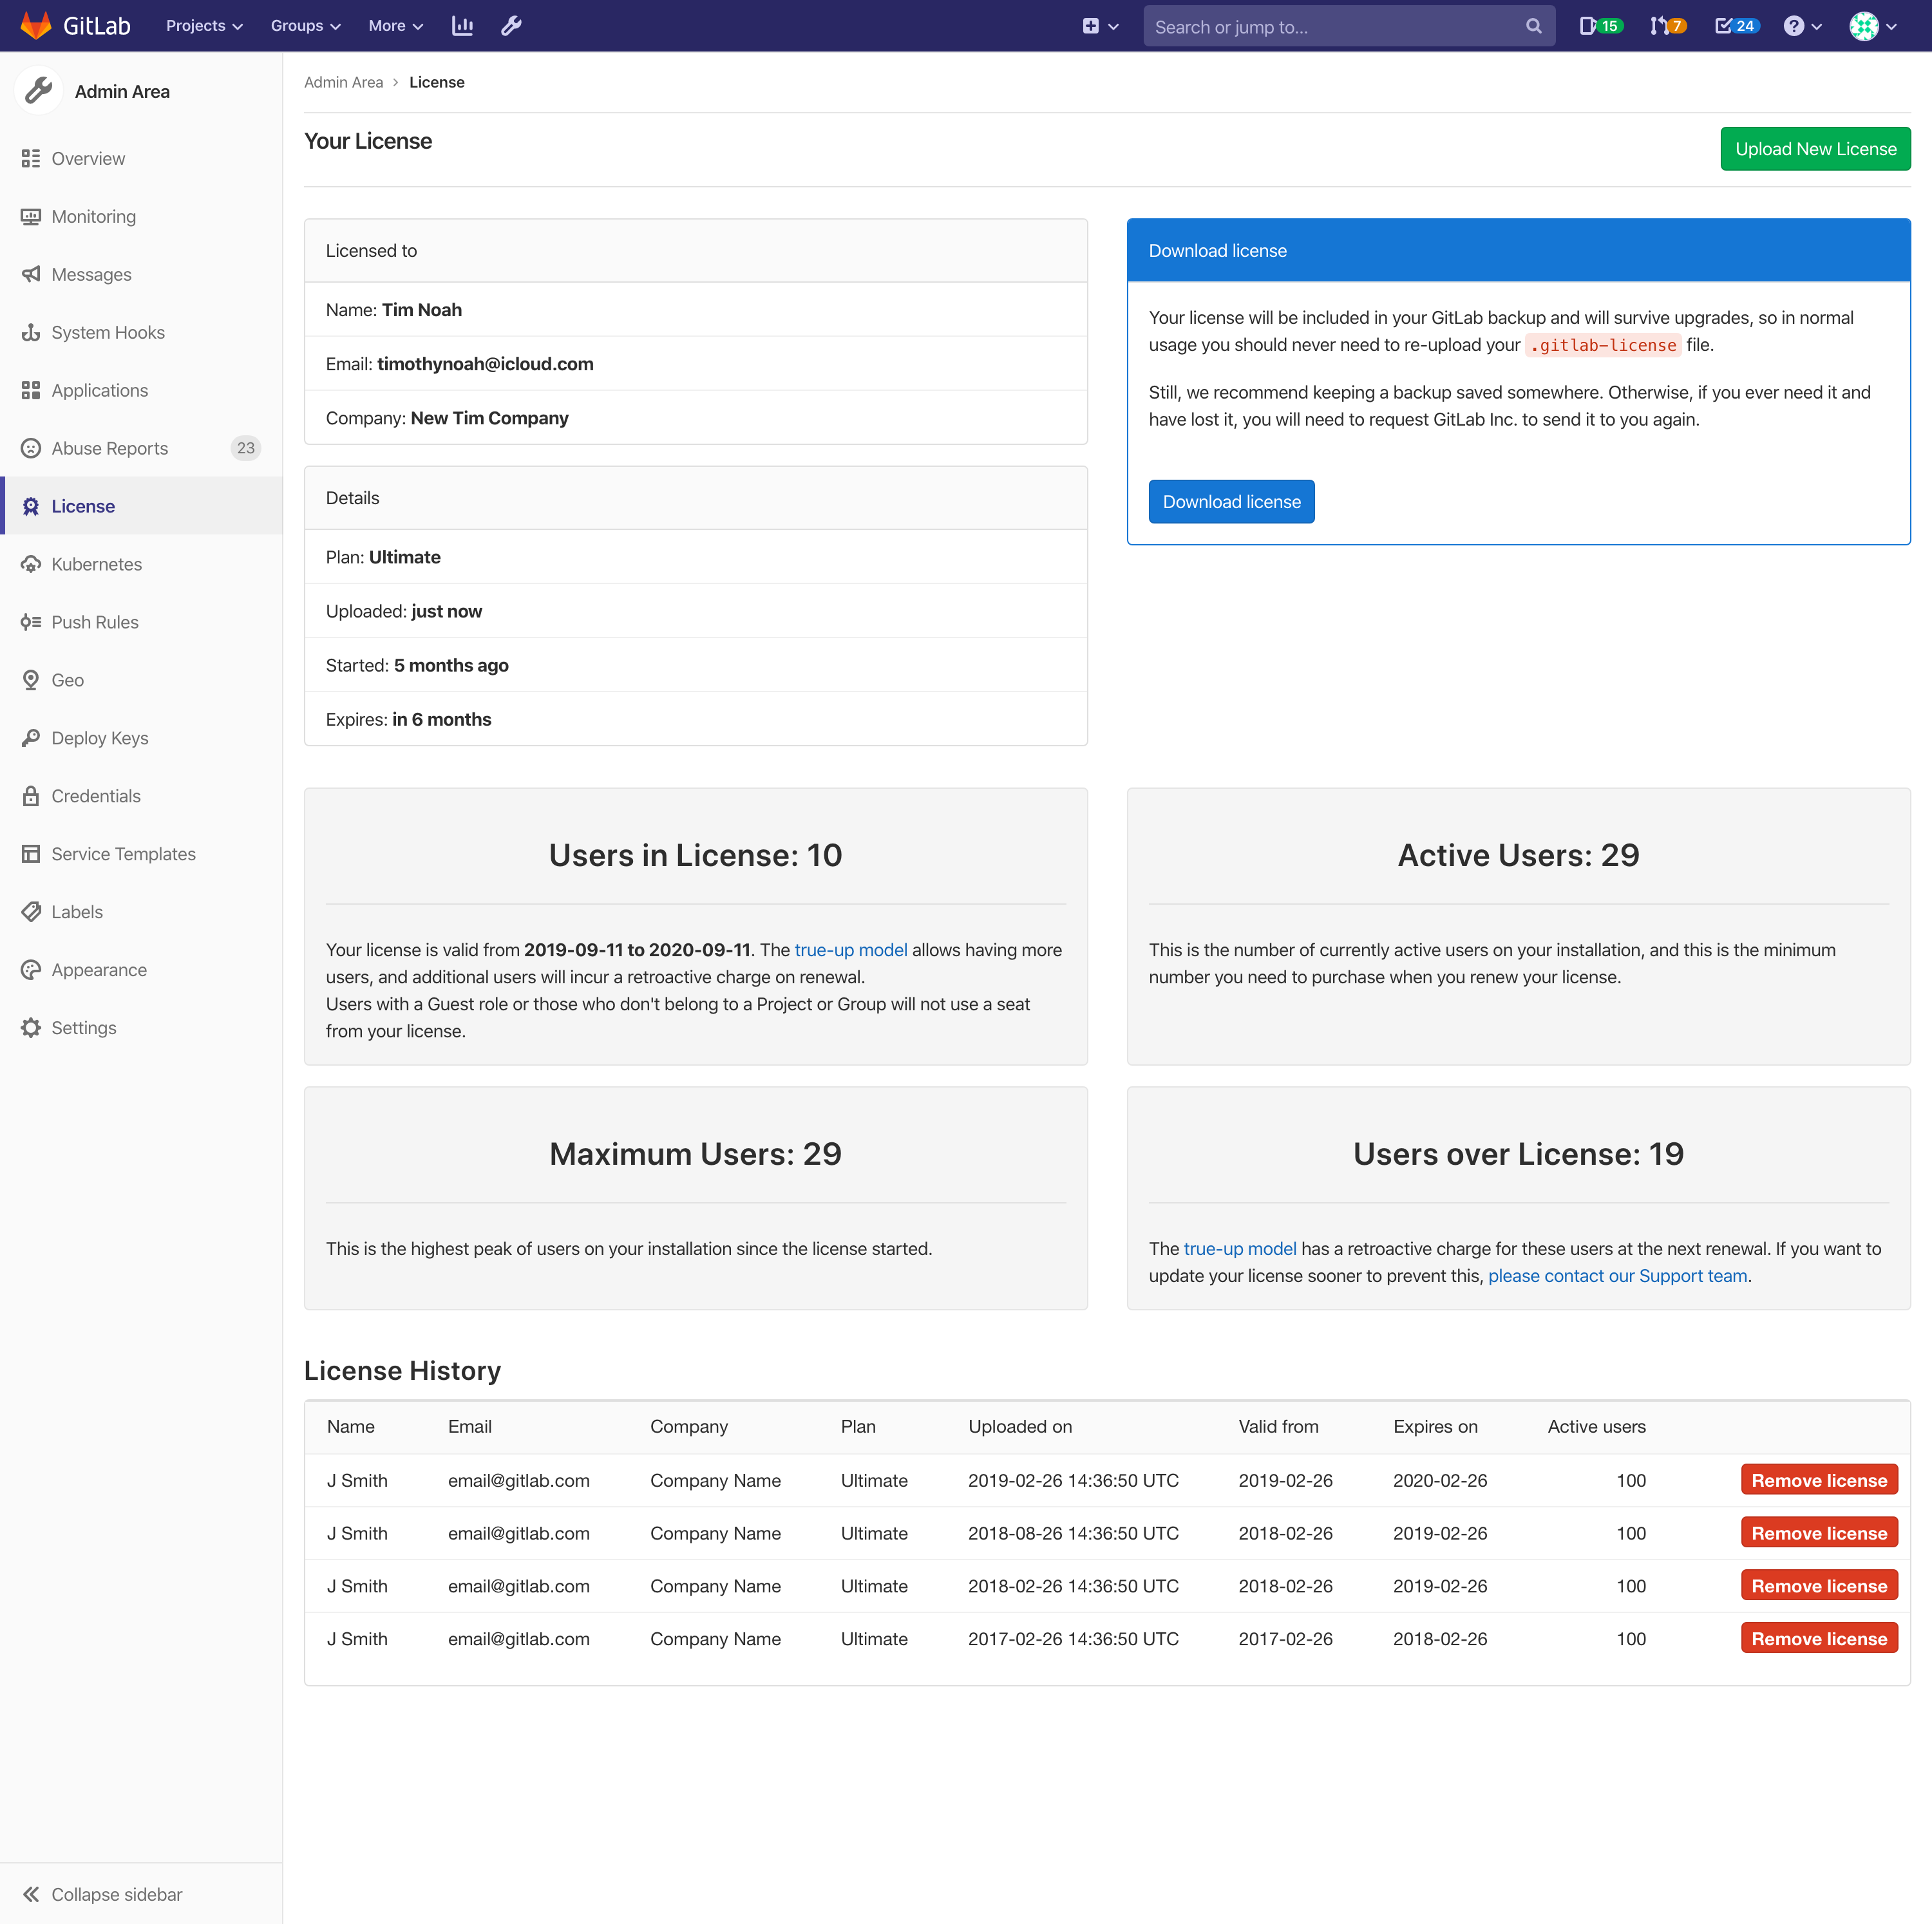 GitLab Projects Groups More Search or jump to... 15 7 24
Admin Area
Overview
Monitoring
Messages
System Hooks
Applications
Abuse Reports 23
License
Kubernetes
Push Rules
Geo
Deploy Keys
Credentials
Service Templates
Labels
Appearance
Settings
Collapse sidebar
Admin Area > License
Your License
Upload New License
Licensed to
Name: Tim Noah
Email: timothynoah@icloud.com
Company: New Tim Company
Details
Plan: Ultimate
Uploaded: just now
Started: 5 months ago
Expires: in 6 months
Download license
Your license will be included in your GitLab backup and will survive upgrades, so in normal
usage you should never need to re-upload your .gitlab-license file.
Still, we recommend keeping a backup saved somewhere. Otherwise, if you ever need it and
have lost it, you will need to request GitLab Inc. to send it to you again.
Download license
Users in License: 10
Your license is valid from 2019-09-11 to 2020-09-11. The true-up model allows having more
users, and additional users will incur a retroactive charge on renewal.
Users with a Guest role or those who don't belong to a Project or Group will not use a seat
from your license.
Active Users: 29
This is the number of currently active users on your installation, and this is the minimum
number you need to purchase when you renew your license.
Maximum Users: 29
This is the highest peak of users on your installation since the license started.
Users over License: 19
The true-up model has a retroactive charge for these users at the next renewal. If you want to
update your license sooner to prevent this, please contact our Support team.
License History
Name Email Company Plan Uploaded on Valid from Expires on Active users
J Smith email@gitlab.com Company Name Ultimate 2019-02-26 14:36:50 UTC 2019-02-26 2020-02-26 100 Remove license
J Smith email@gitlab.com Company Name Ultimate 2018-08-26 14:36:50 UTC 2018-02-26 2019-02-26 100 Remove license
J Smith email@gitlab.com Company Name Ultimate 2018-02-26 14:36:50 UTC 2018-02-26 2019-02-26 100 Remove license
J Smith email@gitlab.com Company Name Ultimate 2017-02-26 14:36:50 UTC 2017-02-26 2018-02-26 100 Remove license